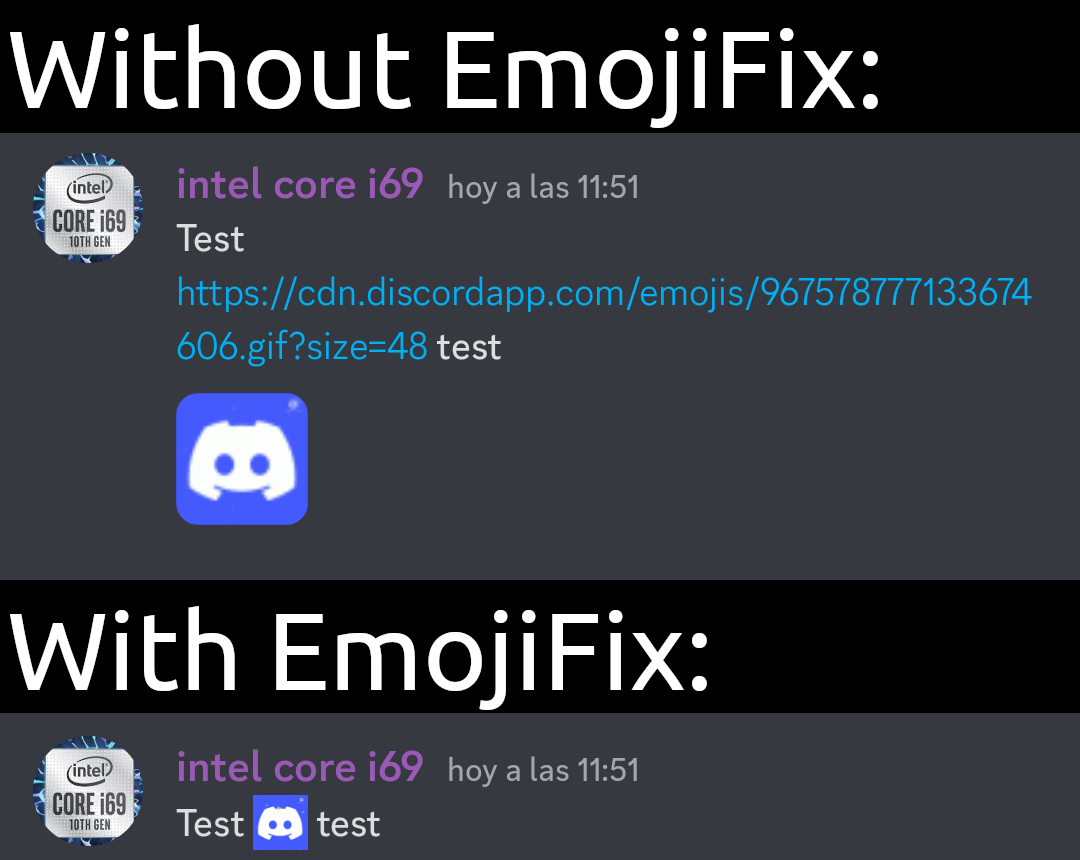 Without EmojiFix:
intel
CORE i69
10TH GEN
intel core i69 hoy a las 11:51
Test
https://cdn.discordapp.com/emojis/967578777133674
606.gif?size=48 test
With EmojiFix:
intel
CORE i69
10TH GEN
intel core i69 hoy a las 11:51
Test test